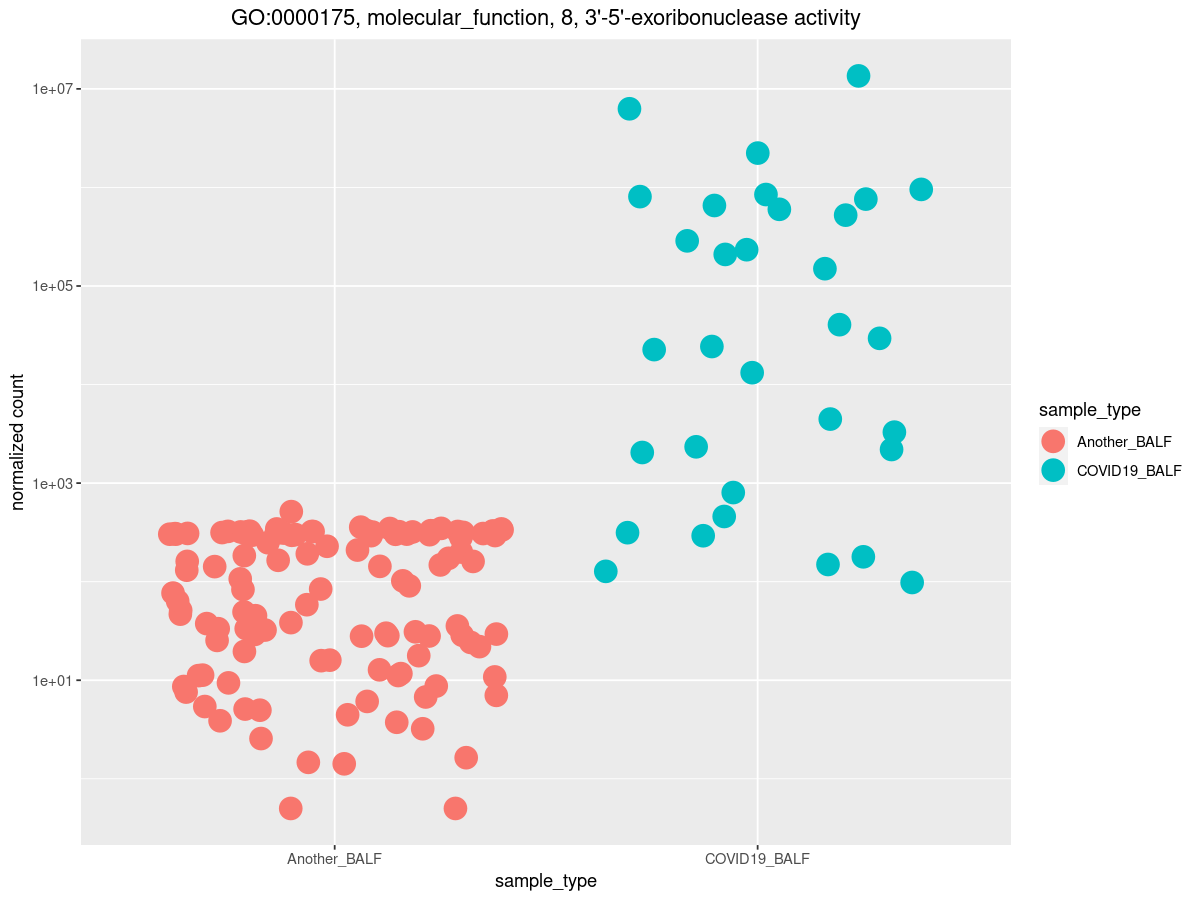 GO:0000175, molecular_function, 8, 3'-5'-exoribonuclease activity
normalized count
1e+07
1e+05
1e+03
1e+01
Another_BALF
COVID19_BALF
sample_type
sample_type
Another_BALF
COVID19_BALF